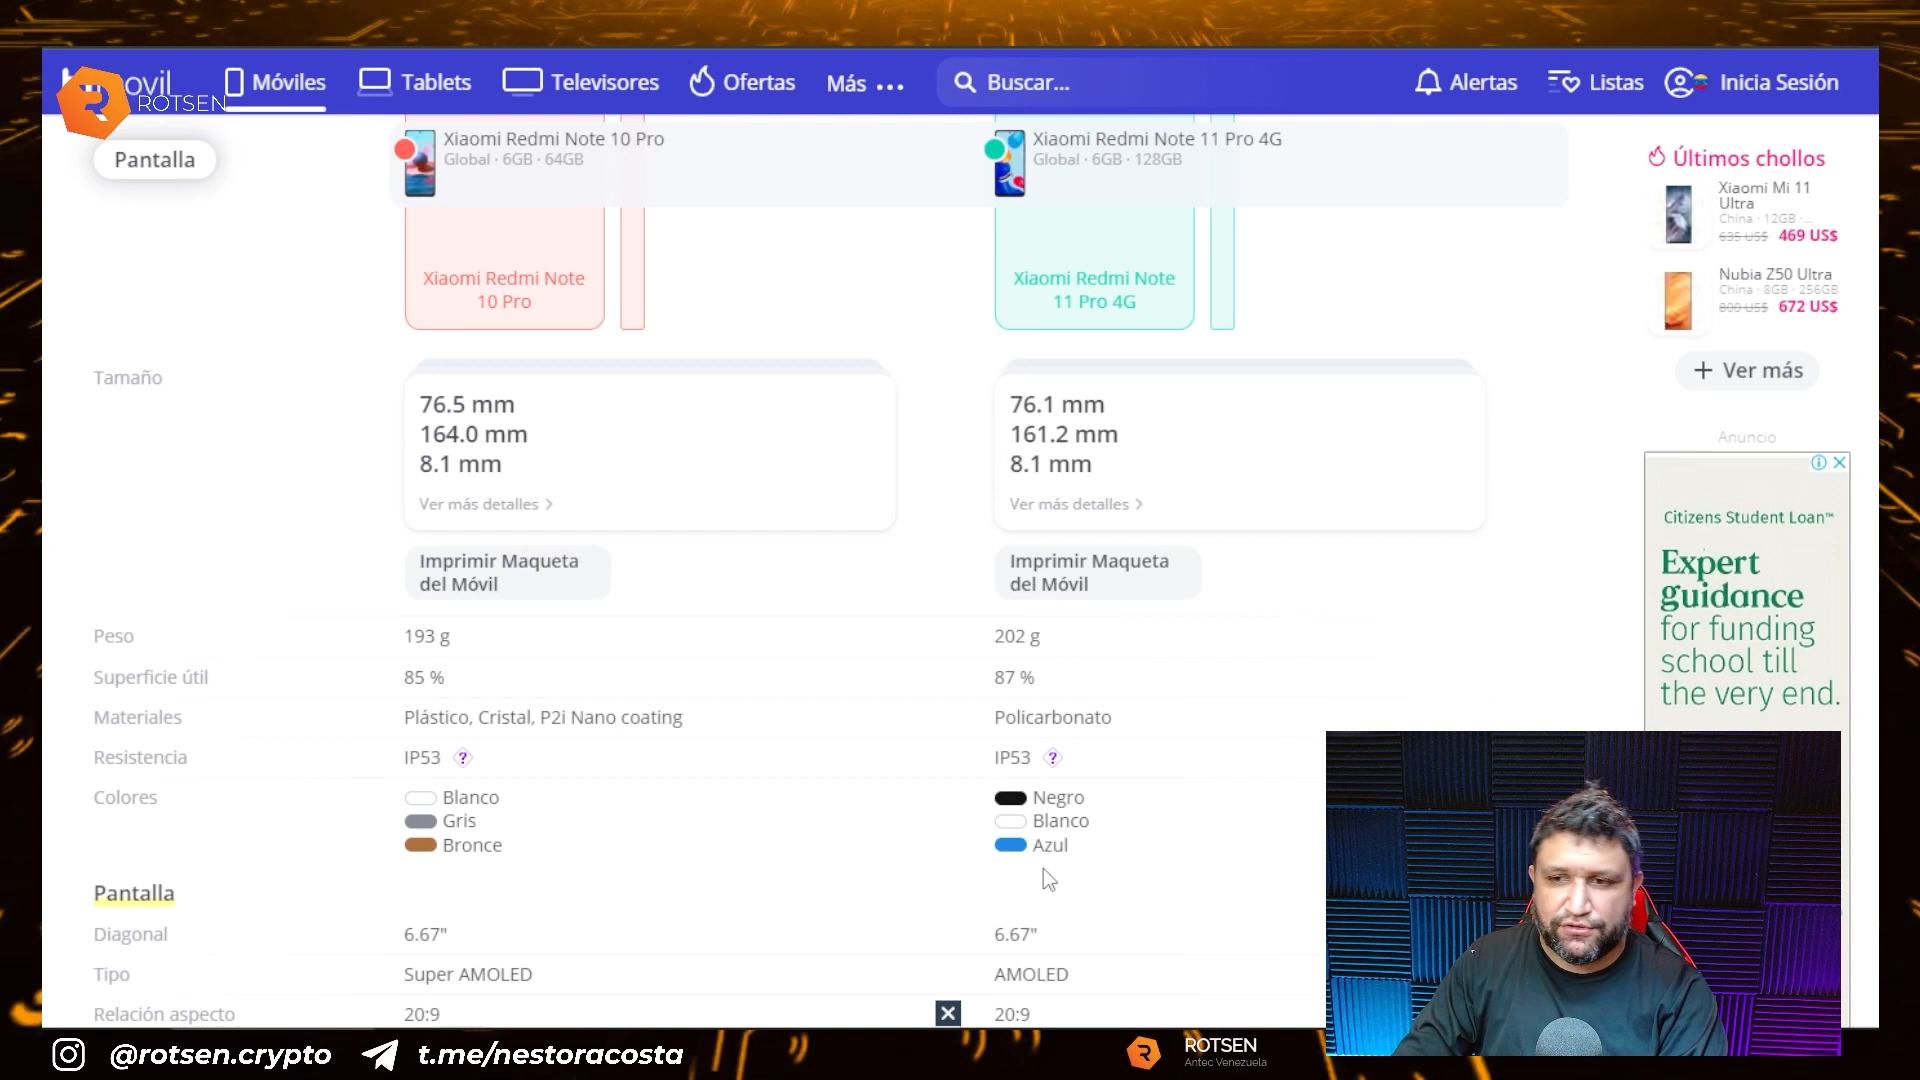 ovil
ROTSEN
Móviles
Tablets
Televisores
Ofertas
Más
Buscar...
Alertas
Listas
Inicia Sesión
Pantalla
Xiaomi Redmi Note 10 Pro
Global · 6GB · 64GB
Xiaomi Redmi Note 11 Pro 4G
Global · 6GB · 128GB
Xiaomi Redmi Note
10 Pro
Xiaomi Redmi Note
11 Pro 4G
Últimos chollos
Xiaomi Mi 11
Ultra
China · 12GB ·...
635 US$ 469 US$
Nubia Z50 Ultra
China · 8GB · 256GB
800 US$ 672 US$
+ Ver más
Anuncio
Tamaño
76.5 mm
164.0 mm
8.1 mm
Ver más detalles >
76.1 mm
161.2 mm
8.1 mm
Ver más detalles >
Imprimir Maqueta
del Móvil
Imprimir Maqueta
del Móvil
Peso 193 g 202 g
Superficie útil 85 % 87 %
Materiales Plástico, Cristal, P2i Nano coating Policarbonato
Resistencia IP53 ? IP53 ?
Colores Blanco Negro
Gris Blanco
Bronce Azul
Pantalla
Diagonal 6.67" 6.67"
Tipo Super AMOLED AMOLED
Relación aspecto 20:9 20:9
Citizens Student Loan™
Expert
guidance
for funding
school till
the very end.
@rotsen.crypto
t.me/nestoracosta
ROTSEN
Antec Venezuela